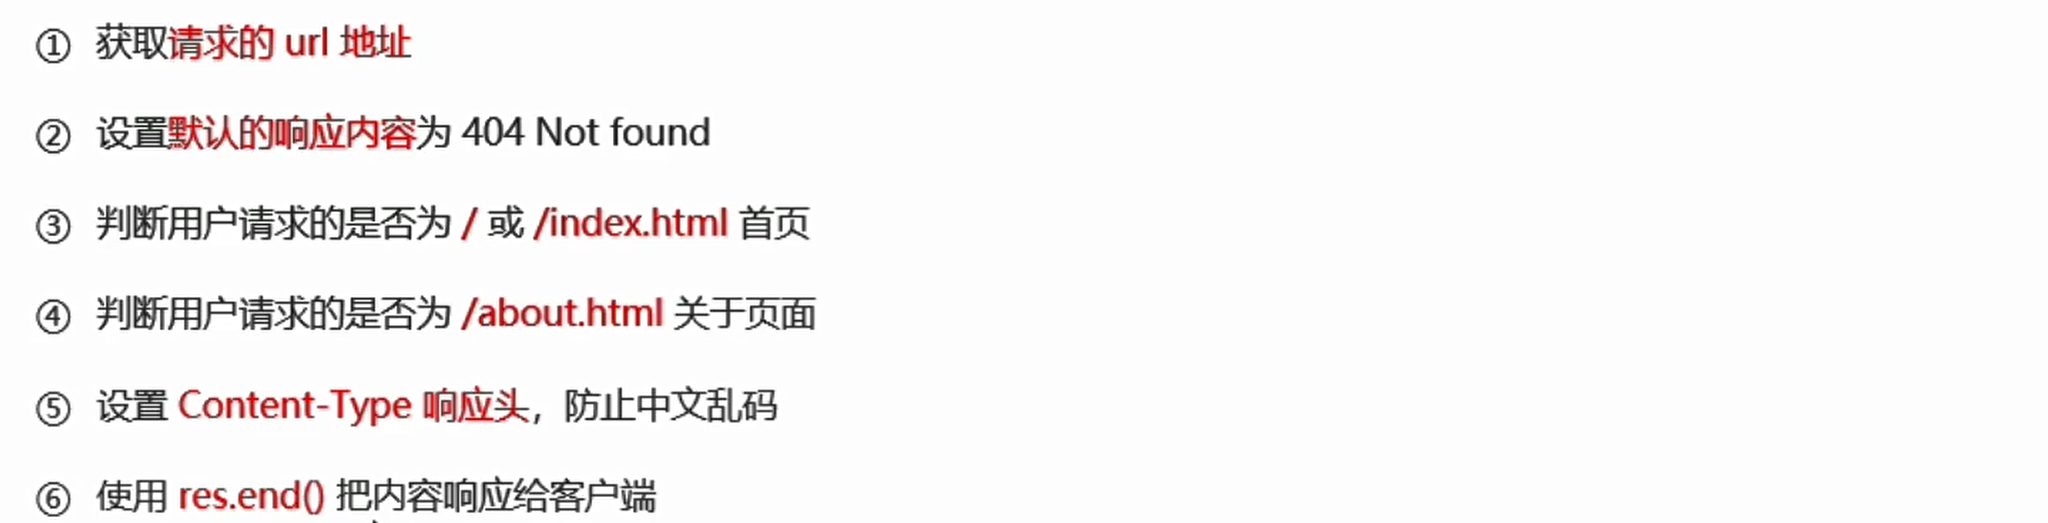 ① 获取请求的 url 地址
② 设置默认的响应内容为 404 Not found
③ 判断用户请求的是否为 / 或 /index.html 首页
④ 判断用户请求的是否为 /about.html 关于页面
⑤ 设置 Content-Type 响应头，防止中文乱码
⑥ 使用 res.end() 把内容响应给客户端